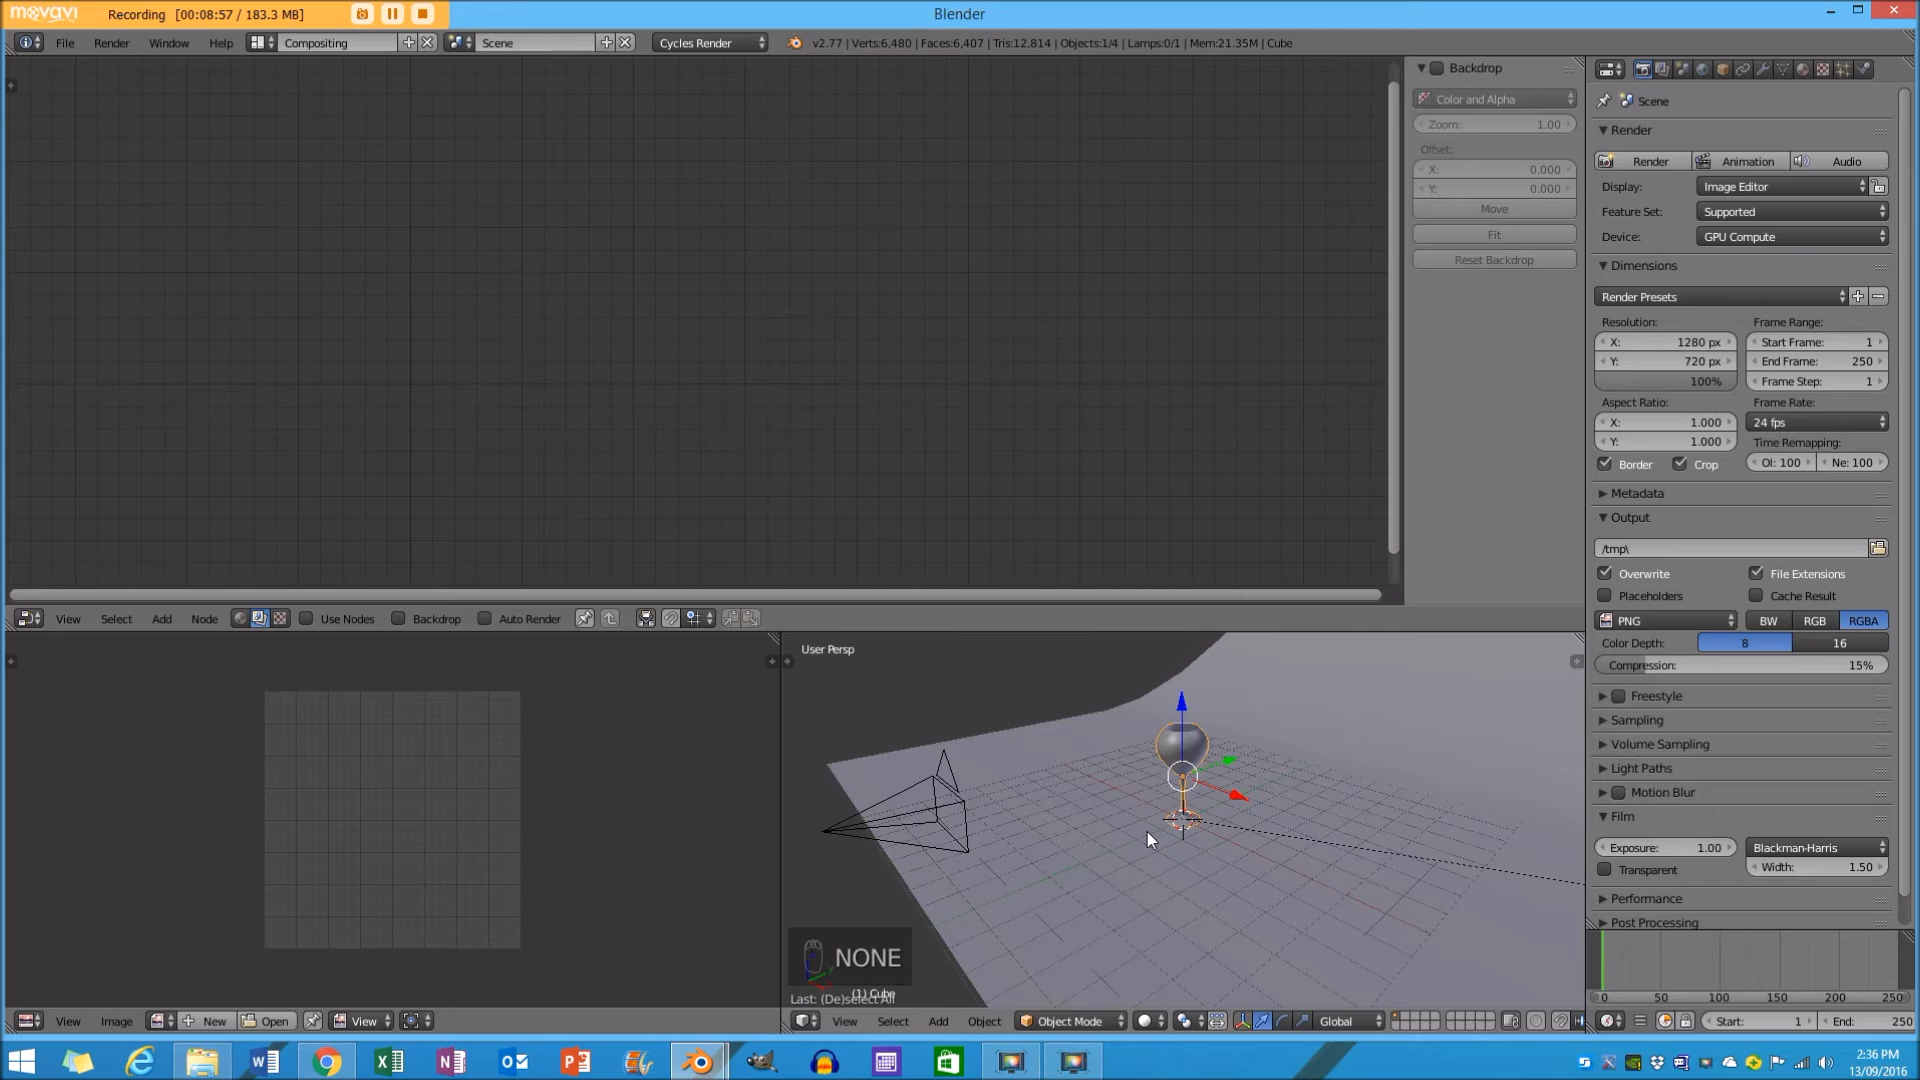 movavi Recording [00:08:57 / 183.3 MB] Blender
File Render Window Help Compositing Scene Cycles Render v2.77 | Verts:6,480 | Faces:6,407 | Tris:12,814 | Objects:1/4 | Lamps:0/1 | Mem:21.35M | Cube
Backdrop
Color and Alpha
Zoom: 1.00
Offset:
X: 0.000
Y: 0.000
Move
Fit
Reset Backdrop
Scene
Render
Render Animation Audio
Display: Image Editor
Feature Set: Supported
Device: GPU Compute
Dimensions
Render Presets
Resolution: Frame Range:
X: 1280 px Start Frame: 1
Y: 720 px End Frame: 250
100% Frame Step: 1
Aspect Ratio: Frame Rate:
X: 1.000 24 fps
Y: 1.000 Time Remapping:
Border Crop Ol: 100 Ne: 100
Metadata
Output
/tmp\
Overwrite File Extensions
Placeholders Cache Result
PNG BW RGB RGBA
Color Depth: 8 16
Compression: 15%
Freestyle
Sampling
Volume Sampling
Light Paths
Motion Blur
Film
Exposure: 1.00 Blackman-Harris
Transparent Width: 1.50
Performance
Post Processing
View Select Add Node Use Nodes Backdrop Auto Render
User Persp
NONE
(1) Cube
Last: (De)select All
0 50 100 150 200 250
View Image New Open View
View Select Add Object Object Mode Global
Start: 1 End: 250
2:36 PM
13/09/2016